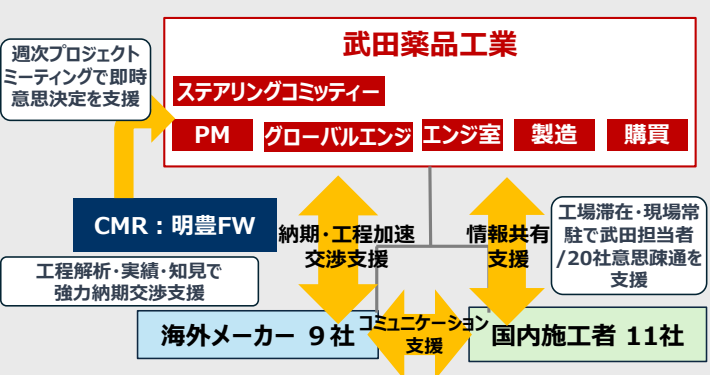 武田薬品工業
週次プロジェクト
ミーティングで即時
意思決定を支援
ステアリングコミッティー
PM
グローバルエンジ
エンジ室
製造
購買
CMR：明豊FW
納期・工程加速
交渉支援
情報共有
支援
工場滞在・現場常
駐で武田担当者
/20社意思疎通を
支援
工程解析・実績・知見で
強力納期交渉支援
海外メーカー ９社
コミュニケーション
支援
国内施工者 11社